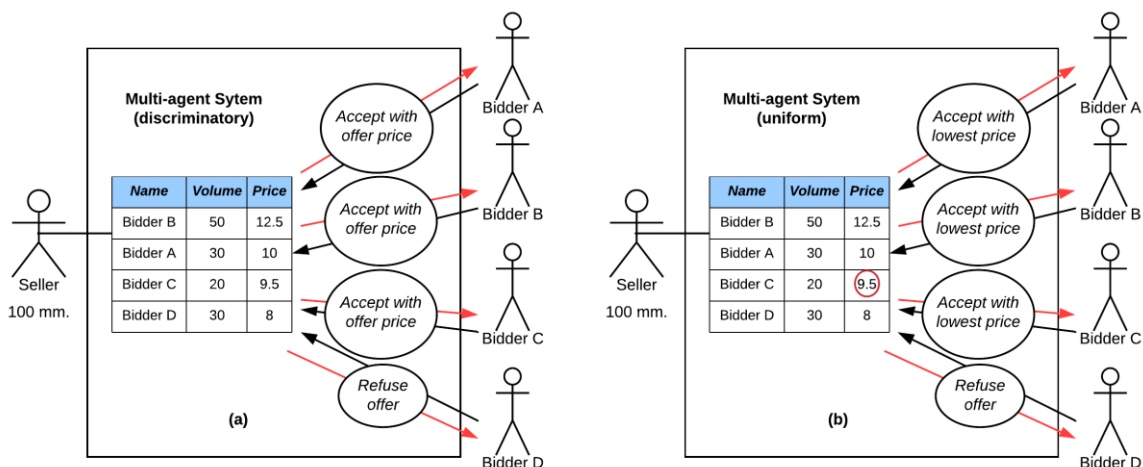 Multi-agent Sytem
(discriminatory)
Accept with
offer price
Bidder A
Name Volume Price
Bidder B 50 12.5
Bidder A 30 10
Bidder C 20 9.5
Bidder D 30 8
Accept with
offer price
Bidder B
Seller
100 mm.
Accept with
offer price
Bidder C
Refuse
offer
Bidder D
(a)
Multi-agent Sytem
(uniform)
Accept with
lowest price
Bidder A
Name Volume Price
Bidder B 50 12.5
Bidder A 30 10
Bidder C 20 9.5
Bidder D 30 8
Accept with
lowest price
Bidder B
Seller
100 mm.
Accept with
lowest price
Bidder C
Refuse
offer
Bidder D
(b)